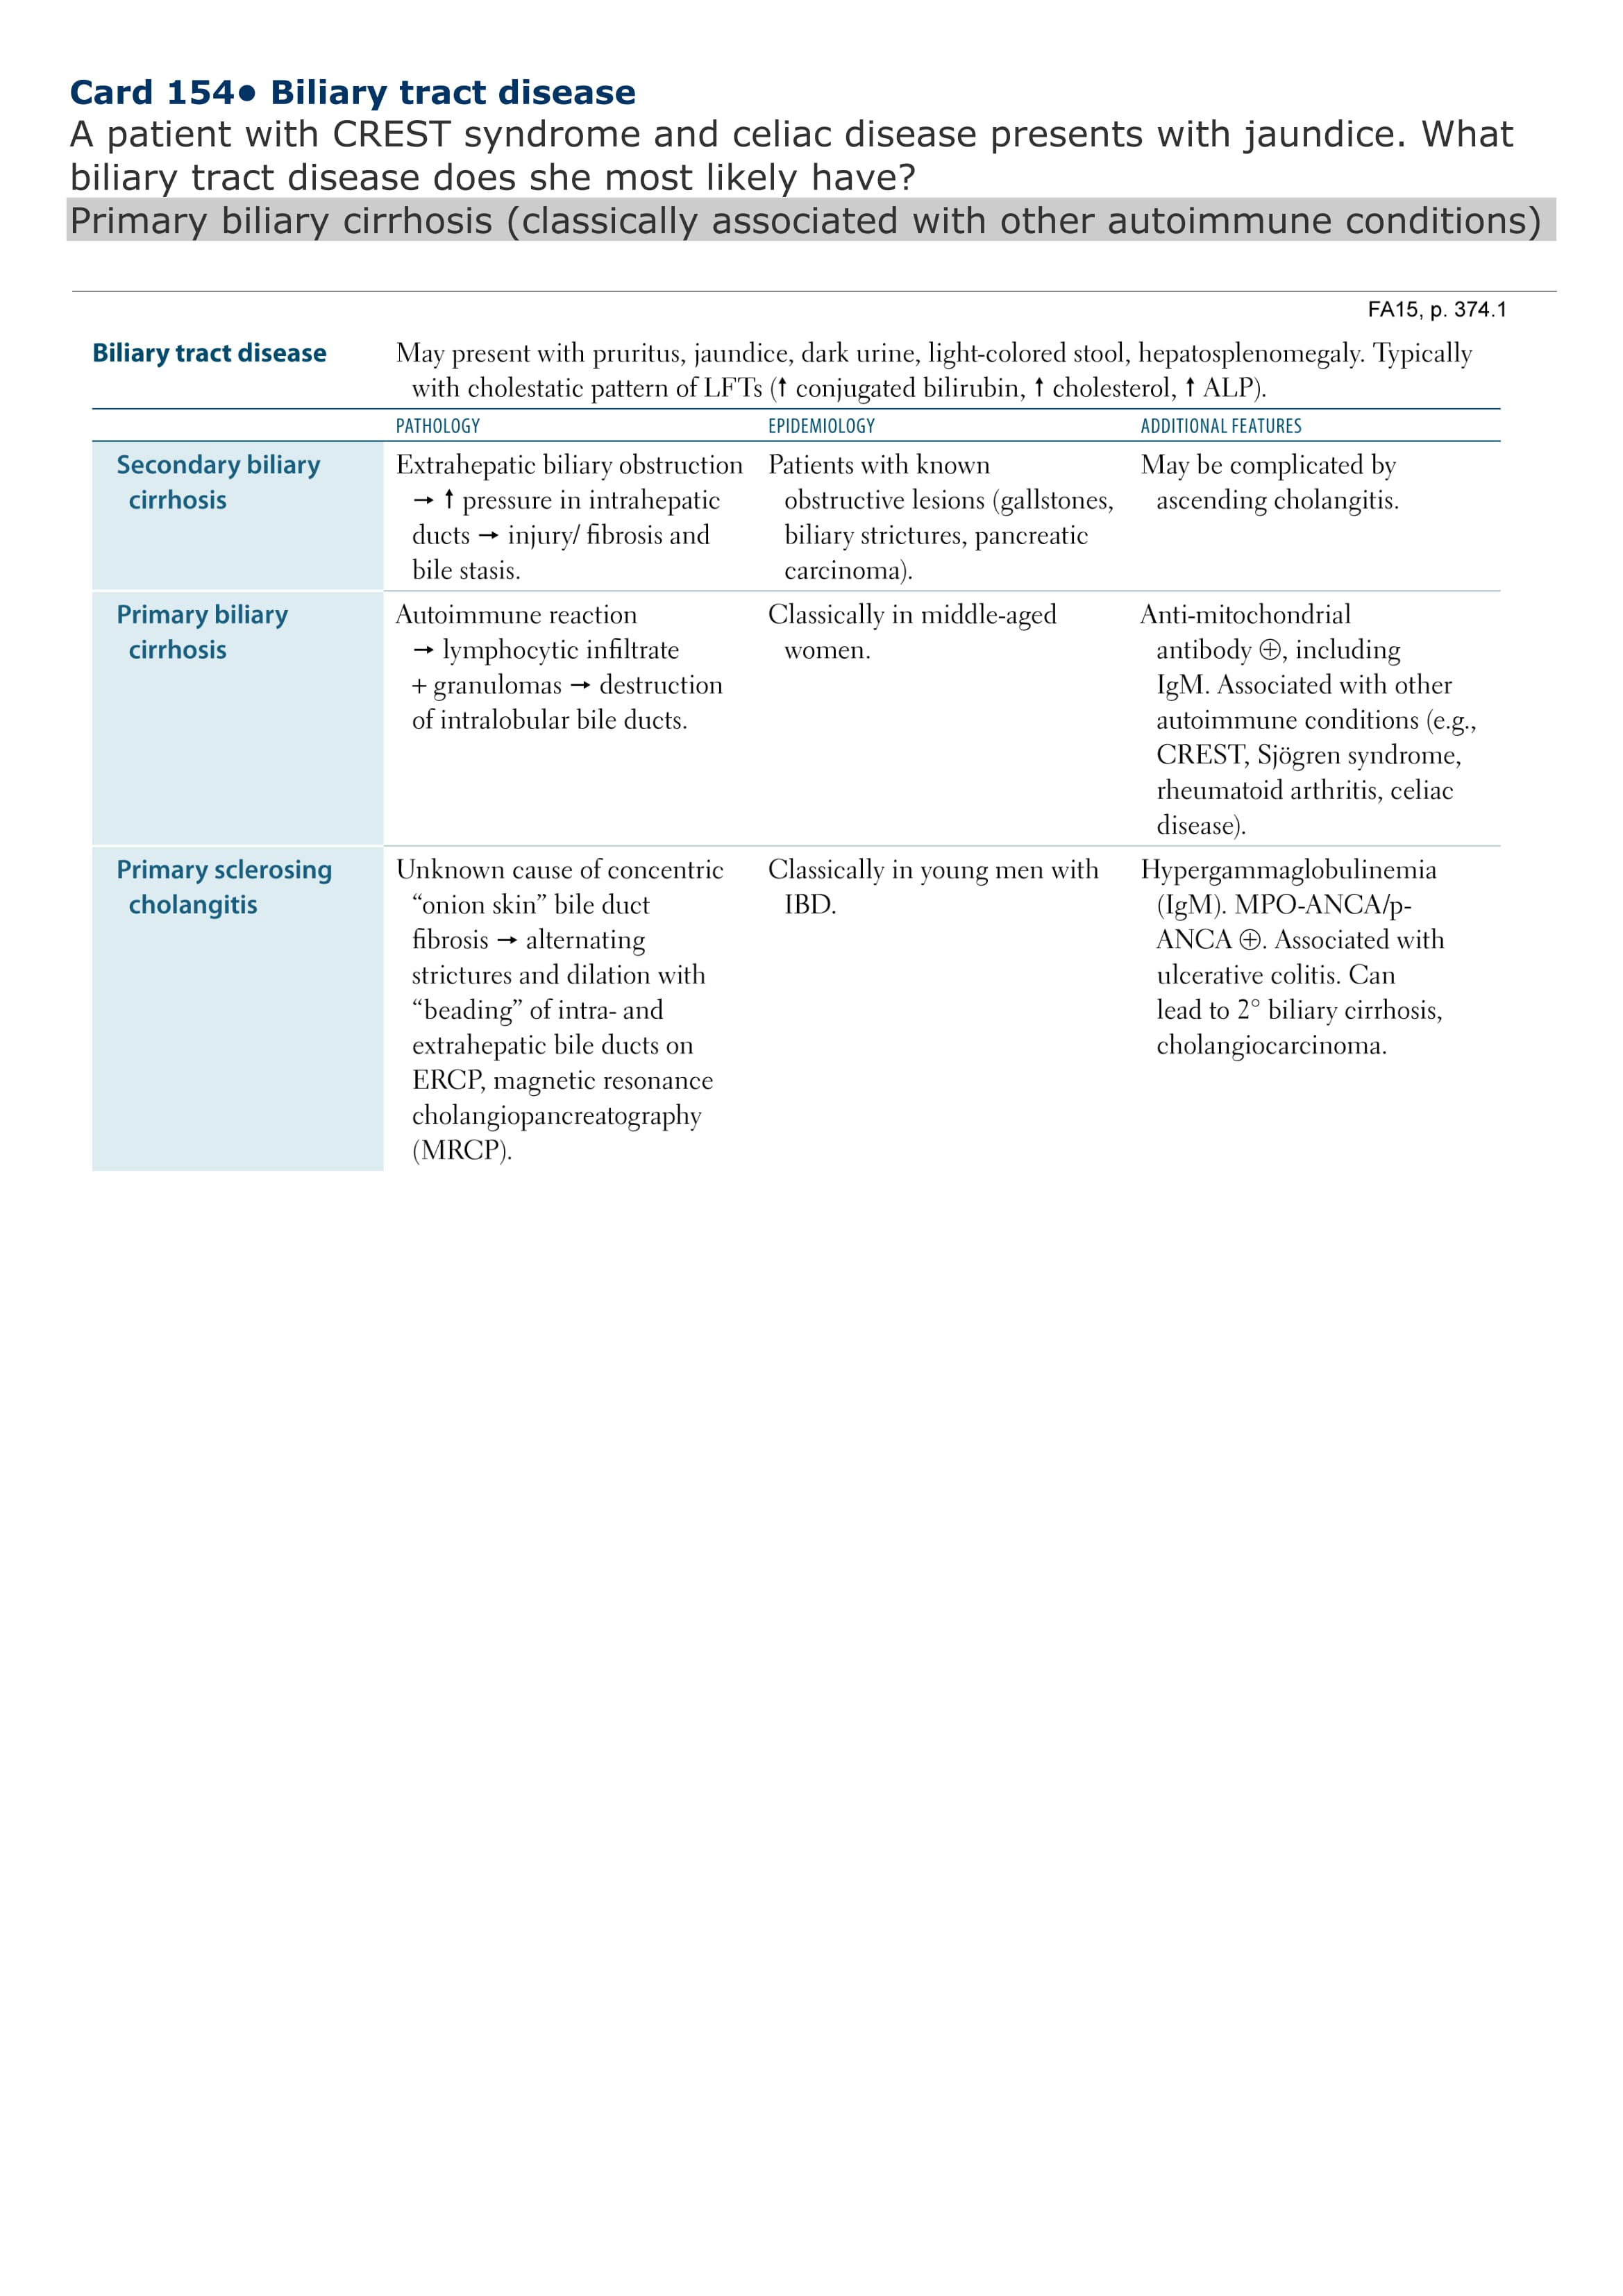 Card 154• Biliary tract disease
A patient with CREST syndrome and celiac disease presents with jaundice. What
biliary tract disease does she most likely have?
Primary biliary cirrhosis (classically associated with other autoimmune conditions)
FA15, p. 374.1
Biliary tract disease
May present with pruritus, jaundice, dark urine, light-colored stool, hepatosplenomegaly. Typically
with cholestatic pattern of LFTs (↑ conjugated bilirubin, ↑ cholesterol, ↑ ALP).
PATHOLOGY
EPIDEMIOLOGY
ADDITIONAL FEATURES
Secondary biliary
cirrhosis
Extrahepatic biliary obstruction
→ ↑ pressure in intrahepatic
ducts → injury/ fibrosis and
bile stasis.
Patients with known
obstructive lesions (gallstones,
biliary strictures, pancreatic
carcinoma).
May be complicated by
ascending cholangitis.
Primary biliary
cirrhosis
Autoimmune reaction
→ lymphocytic infiltrate
+ granulomas → destruction
of intralobular bile ducts.
Classically in middle-aged
women.
Anti-mitochondrial
antibody ⊕, including
IgM. Associated with other
autoimmune conditions (e.g.,
CREST, Sjögren syndrome,
rheumatoid arthritis, celiac
disease).
Primary sclerosing
cholangitis
Unknown cause of concentric
“onion skin” bile duct
fibrosis → alternating
strictures and dilation with
“beading” of intra- and
extrahepatic bile ducts on
ERCP, magnetic resonance
cholangiopancreatography
(MRCP).
Classically in young men with
IBD.
Hypergammaglobulinemia
(IgM). MPO-ANCA/p-
ANCA ⊕. Associated with
ulcerative colitis. Can
lead to 2° biliary cirrhosis,
cholangiocarcinoma.